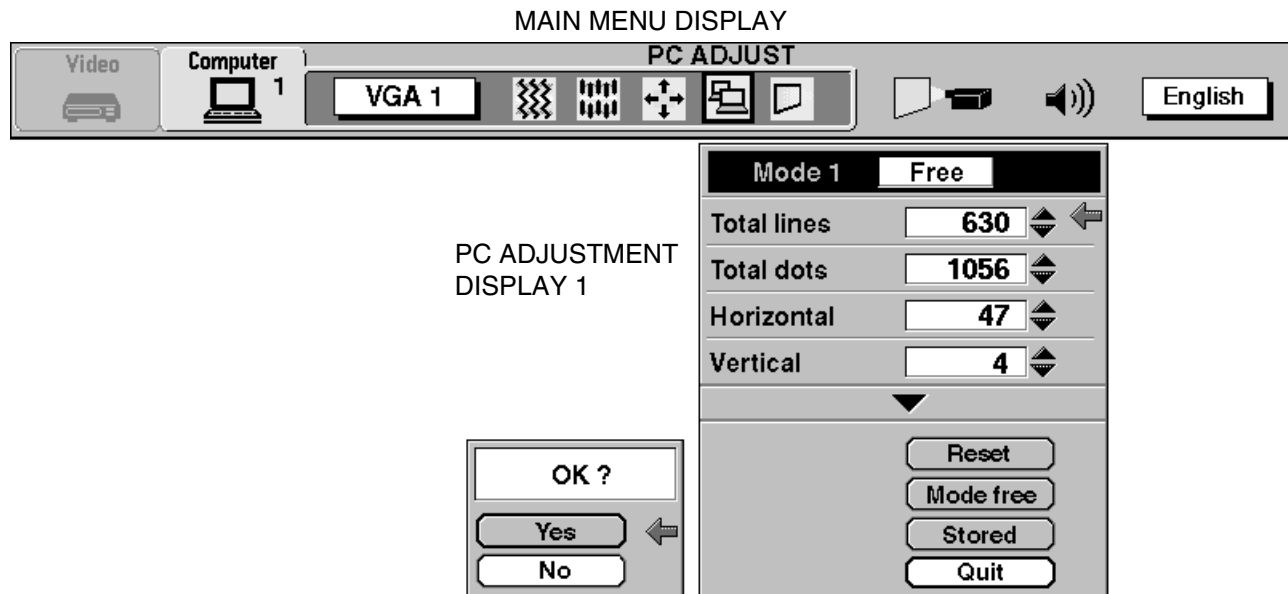 MAIN MENU DISPLAY
PC ADJUST
Video
Computer
1
VGA 1
English
Mode 1 Free
Total lines 630
PC ADJUSTMENT
DISPLAY 1
Total dots 1056
Horizontal 47
Vertical 4
Reset
Mode free
Stored
Quit
OK ?
Yes
No